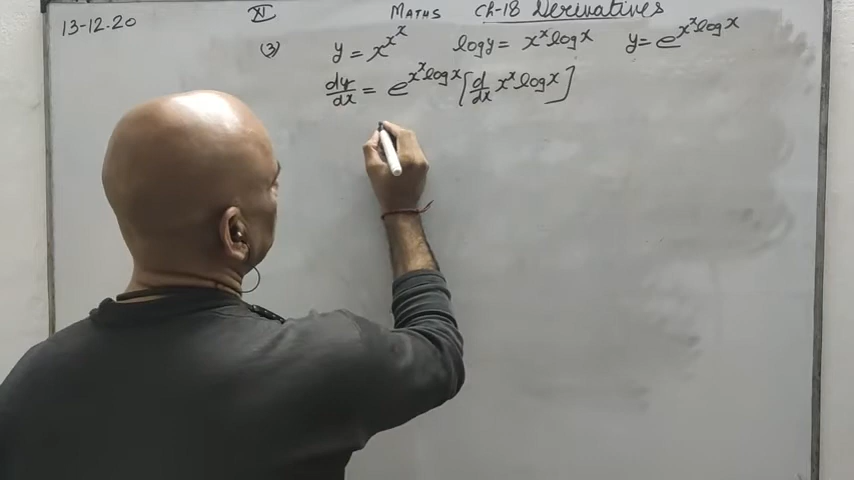 13-12-20 XI MATHS Ch-18 Derivatives
(3) y = x^x^x log y = x^x log x y = e^x^x log x
dy/dx = e^x^x log x [d/dx x^x log x]